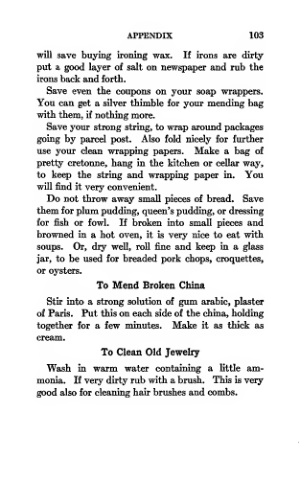 APPENDIX 103
will save buying ironing wax. If irons are dirty
put a good layer of salt on newspaper and rub the
irons back and forth.
Save even the coupons on your soap wrappers.
You can get a silver thimble for your mending bag
with them, if nothing more.
Save your strong string, to wrap around packages
going by parcel post. Also fold nicely for further
use your clean wrapping papers. Make a bag of
pretty cretonne, hang in the kitchen or cellar way,
to keep the string and wrapping paper in. You
will find it very convenient.
Do not throw away small pieces of bread. Save
them for plum pudding, queen's pudding, or dressing
for fish or fowl. If broken into small pieces and
browned in a hot oven, it is very nice to eat with
soups. Or, dry well, roll fine and keep in a glass
jar, to be used for breaded pork chops, croquettes,
or oysters.
To Mend Broken China
Stir into a strong solution of gum arabic, plaster
of Paris. Put this on each side of the china, holding
together for a few minutes. Make it as thick as
cream.
To Clean Old Jewelry
Wash in warm water containing a little am-
monia. If very dirty rub with a brush. This is very
good also for cleaning hair brushes and combs.